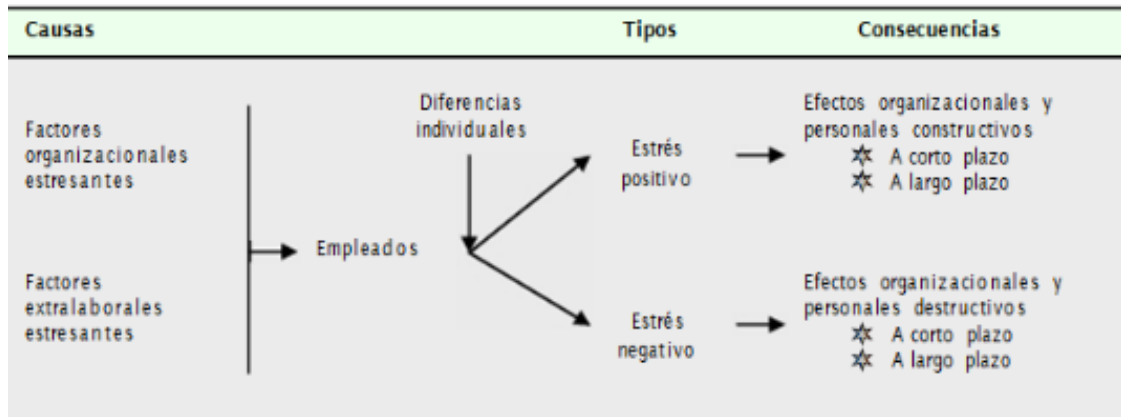 Causas
Tipos
Consecuencias
Factores
organizacionales
estresantes
Factores
extralaborales
estresantes
Empleados
Diferencias
individuales
Estrés
positivo
Estrés
negativo
Efectos organizacionales y
personales constructivos
A corto plazo
A largo plazo
Efectos organizacionales y
personales destructivos
A corto plazo
A largo plazo